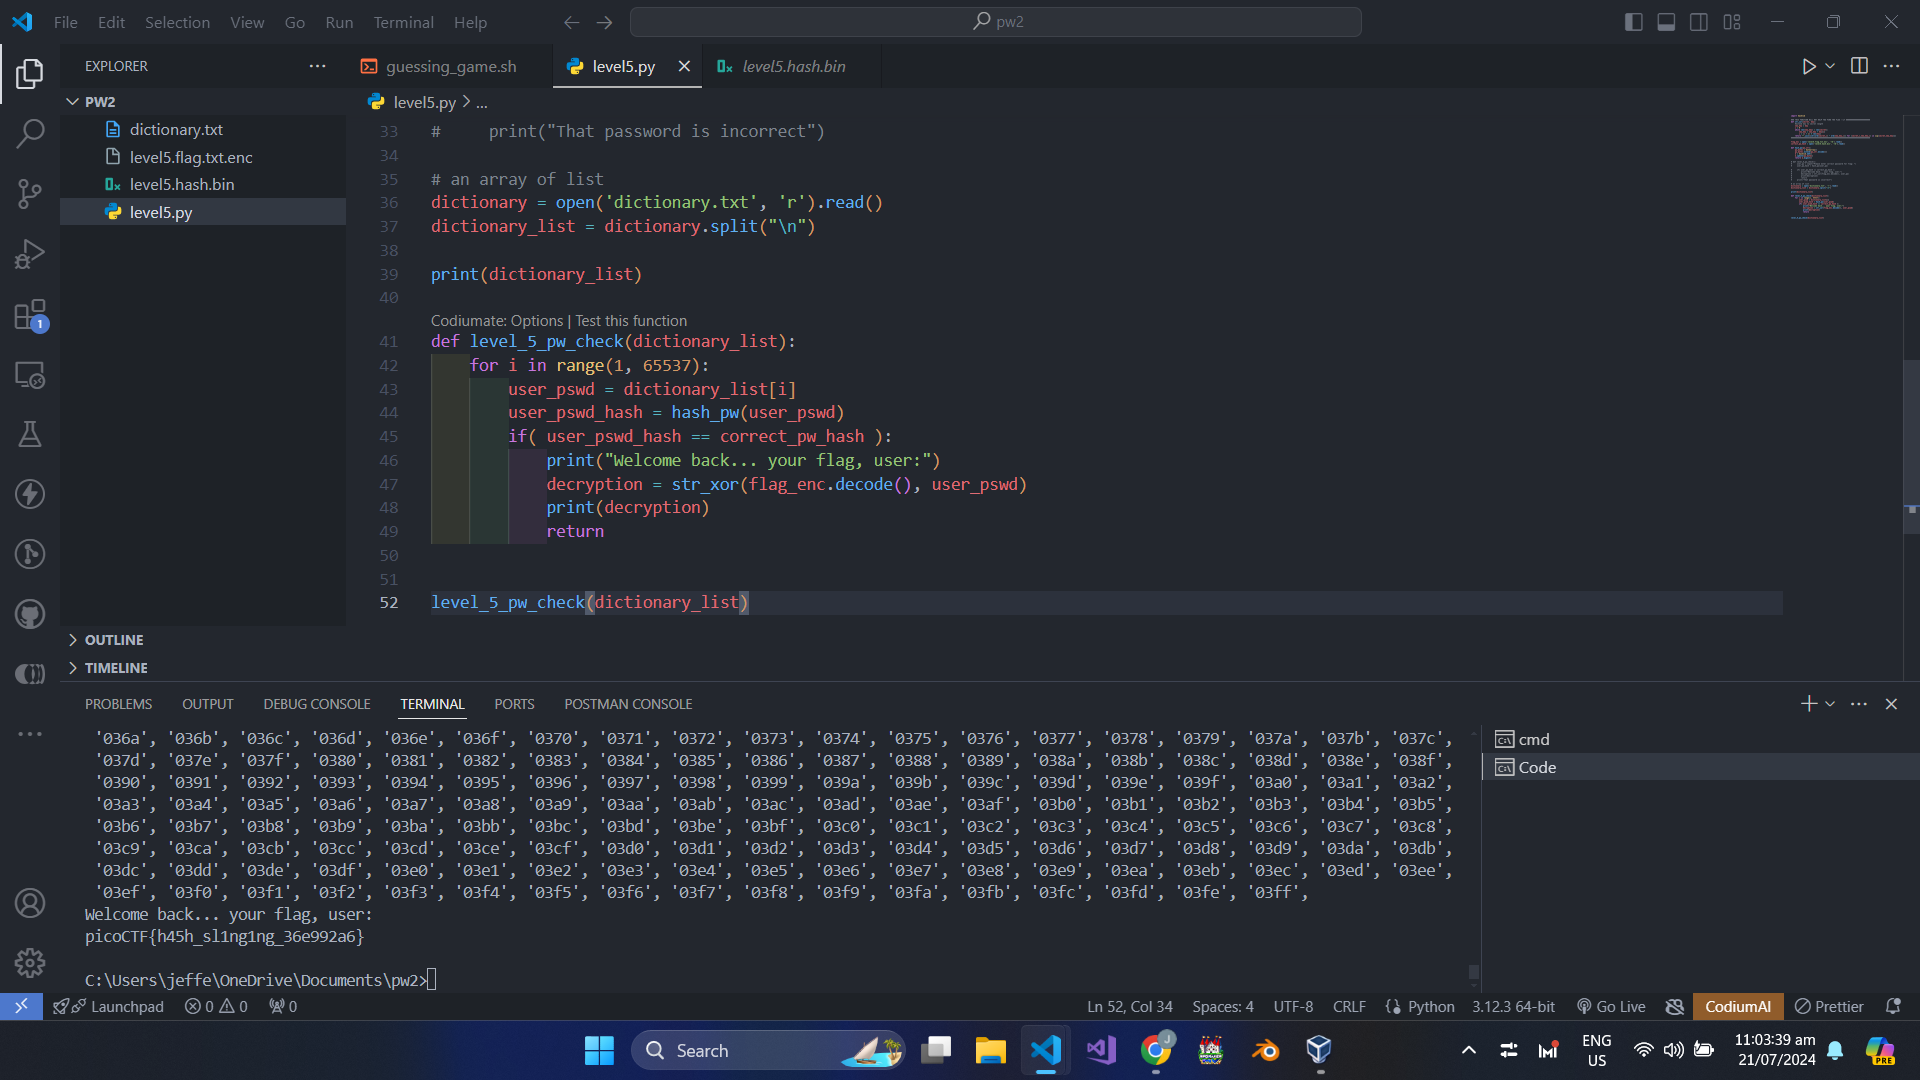 File Edit Selection View Go Run Terminal Help
pw2
EXPLORER
guessing_game.sh
level5.py
level5.hash.bin
PW2
dictionary.txt
level5.flag.txt.enc
level5.hash.bin
level5.py
OUTLINE
TIMELINE
1
level5.py > ...
33 #     print("That password is incorrect")
34
35 # an array of list
36 dictionary = open('dictionary.txt', 'r').read()
37 dictionary_list = dictionary.split("\n")
38
39 print(dictionary_list)
40
Codiumate: Options | Test this function
41 def level_5_pw_check(dictionary_list):
42     for i in range(1, 65537):
43         user_pswd = dictionary_list[i]
44         user_pswd_hash = hash_pw(user_pswd)
45         if( user_pswd_hash == correct_pw_hash ):
46             print("Welcome back... your flag, user:")
47             decryption = str_xor(flag_enc.decode(), user_pswd)
48             print(decryption)
49             return
50
51
52 level_5_pw_check(dictionary_list)
PROBLEMS OUTPUT DEBUG CONSOLE TERMINAL PORTS POSTMAN CONSOLE
'036a', '036b', '036c', '036d', '036e', '036f', '0370', '0371', '0372', '0373', '0374', '0375', '0376', '0377', '0378', '0379', '037a', '037b', '037c',
'037d', '037e', '037f', '0380', '0381', '0382', '0383', '0384', '0385', '0386', '0387', '0388', '0389', '038a', '038b', '038c', '038d', '038e', '038f',
'0390', '0391', '0392', '0393', '0394', '0395', '0396', '0397', '0398', '0399', '039a', '039b', '039c', '039d', '039e', '039f', '03a0', '03a1', '03a2',
'03a3', '03a4', '03a5', '03a6', '03a7', '03a8', '03a9', '03aa', '03ab', '03ac', '03ad', '03ae', '03af', '03b0', '03b1', '03b2', '03b3', '03b4', '03b5',
'03b6', '03b7', '03b8', '03b9', '03ba', '03bb', '03bc', '03bd', '03be', '03bf', '03c0', '03c1', '03c2', '03c3', '03c4', '03c5', '03c6', '03c7', '03c8',
'03c9', '03ca', '03cb', '03cc', '03cd', '03ce', '03cf', '03d0', '03d1', '03d2', '03d3', '03d4', '03d5', '03d6', '03d7', '03d8', '03d9', '03da', '03db',
'03dc', '03dd', '03de', '03df', '03e0', '03e1', '03e2', '03e3', '03e4', '03e5', '03e6', '03e7', '03e8', '03e9', '03ea', '03eb', '03ec', '03ed', '03ee',
'03ef', '03f0', '03f1', '03f2', '03f3', '03f4', '03f5', '03f6', '03f7', '03f8', '03f9', '03fa', '03fb', '03fc', '03fd', '03fe', '03ff',
Welcome back... your flag, user:
picoCTF{h45h_sl1ng1ng_36e992a6}
C:\Users\jeffe\OneDrive\Documents\pw2>
cmd
Code
Launchpad 0 0 0
Ln 52, Col 34 Spaces: 4 UTF-8 CRLF Python 3.12.3 64-bit Go Live CodiumAI Prettier
Search
J
ENG
US
11:03:39 am
21/07/2024
PRE